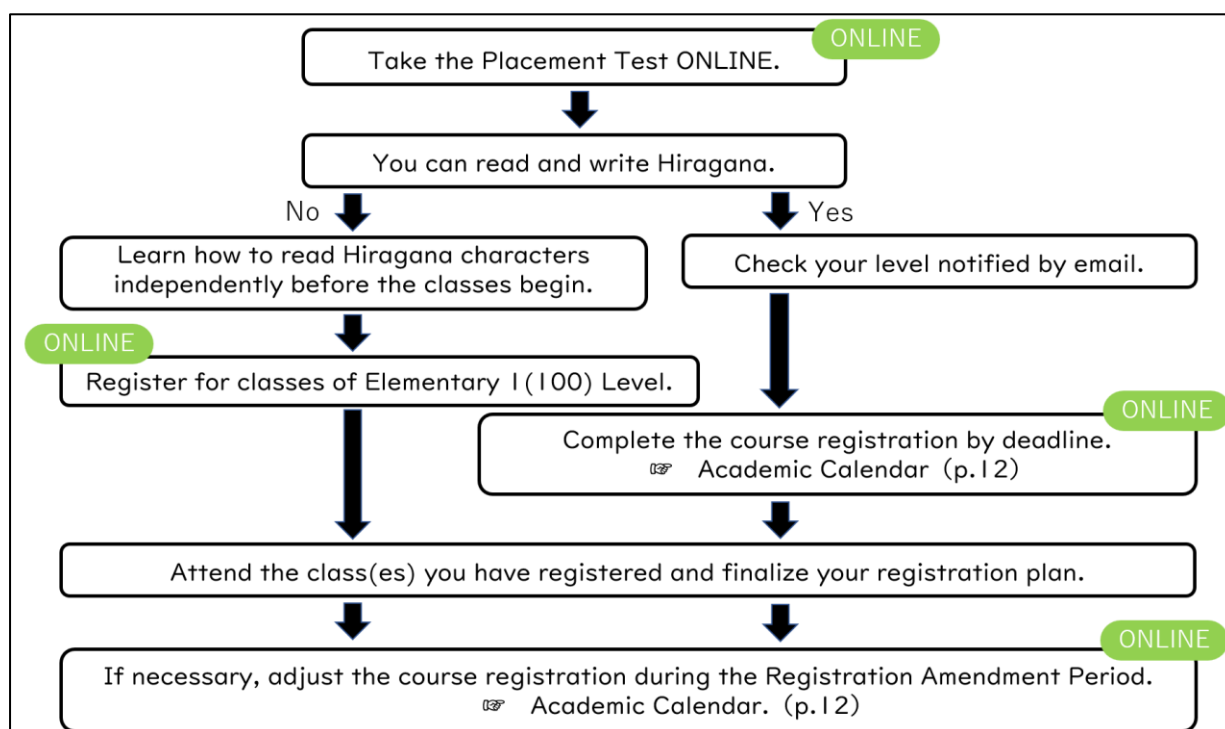 ONLINE
Take the Placement Test ONLINE.
You can read and write Hiragana.
No
Yes
Learn how to read Hiragana characters
independently before the classes begin.
Check your level notified by email.
ONLINE
Register for classes of Elementary 1(100) Level.
ONLINE
Complete the course registration by deadline.
☞ Academic Calendar (p.12)
Attend the class(es) you have registered and finalize your registration plan.
ONLINE
If necessary, adjust the course registration during the Registration Amendment Period.
☞ Academic Calendar. (p.12)